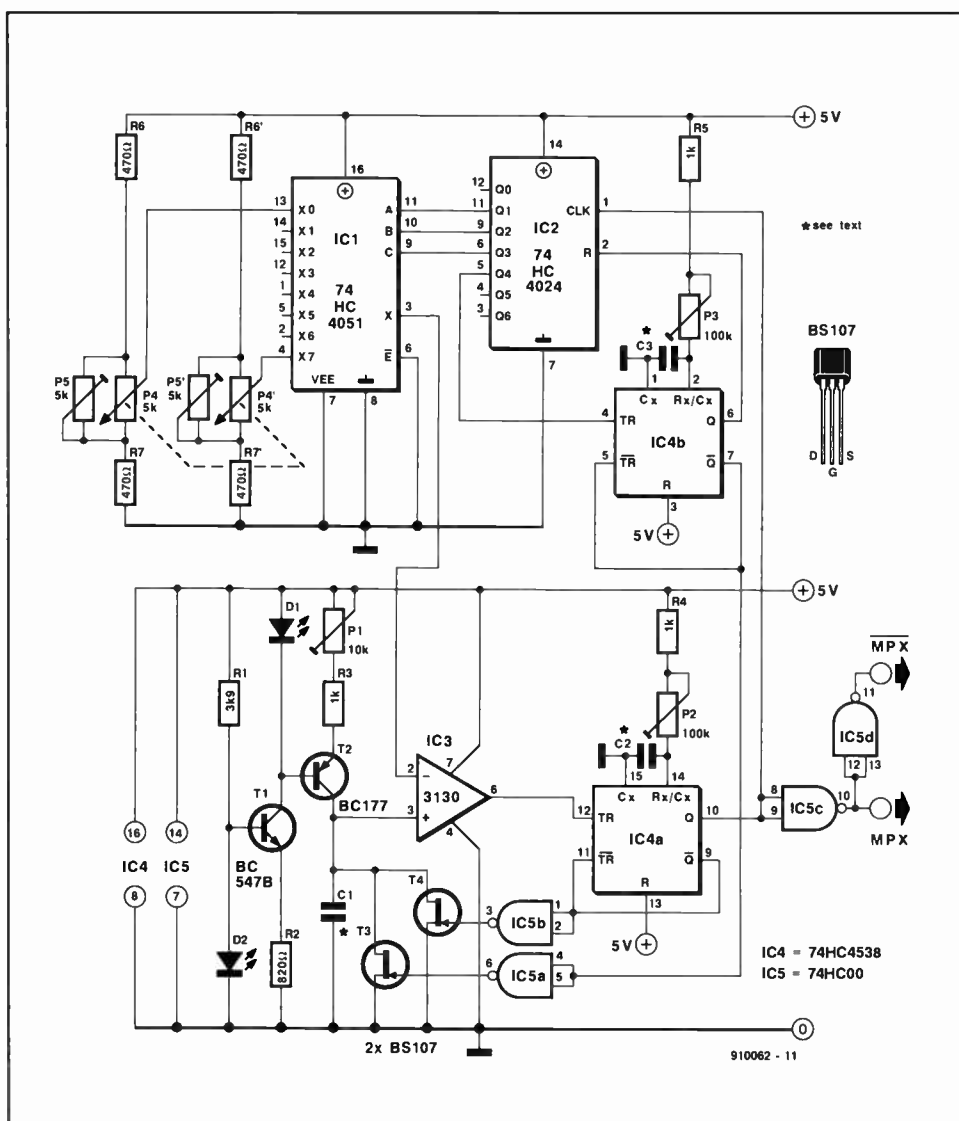 R6
R6'
R5
5V
470Ω
470Ω
1k
16
14
12 Q0
13 X0 A 11 11 Q1 CLK 1
14 X1 B 10 9 Q2
15 X2 C 9 6 Q3 R 2
12 X3 IC1 5 Q4 IC2
1 X4 74 4 Q5 74
5 X5 HC 3 Q6 HC
2 X6 4051 4024
4 X7 X 3
E 6
VEE
7 8
7
* see text
P3
100k
* C3
BS107
D G S
1 2
Cx Rx/Cx
4 TR Q 6
IC4b
5 TR Q 7
R
3
5V
P5
5k
P4
5k
P5'
5k
P4'
5k
R7
R7'
470Ω
470Ω
5V
D1
P1
10k
R4
1k
R1
3k9
R3
1k
P2
100k
MPX
11
IC5d
12 13
* C2
15 14
Cx Rx/Cx
T2
BC177
IC3
2 − 7
3130 6
3 + 4
12 TR Q 10
IC4a
11 TR Q 9
R
13
5V
8
9
IC5c
10
MPX
T1
BC
547B
16 14
IC4 IC5
8 7
D2
R2
820Ω
C1
*
T4
T3
3 IC5b 1
2
6 IC5a 4
5
IC4 = 74HC4538
IC5 = 74HC00
2x BS107
0
910062 - 11